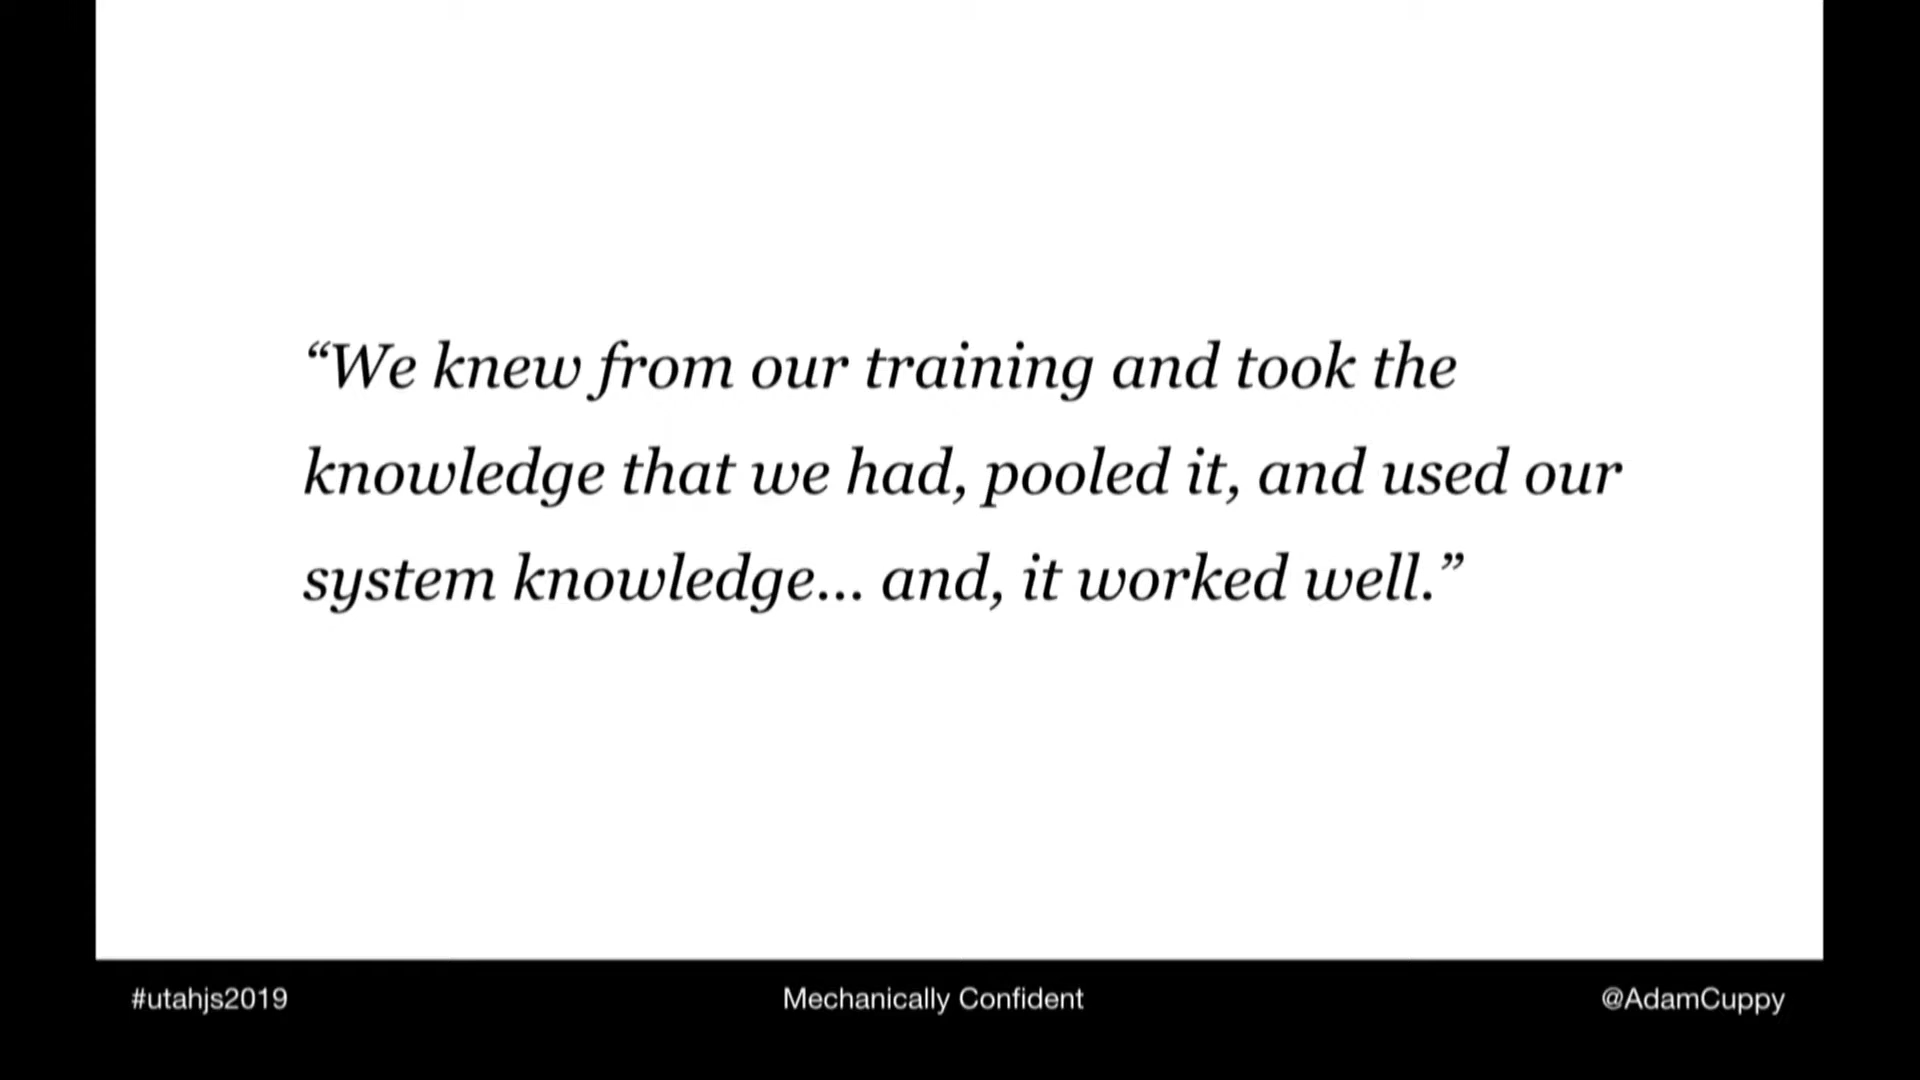 “We knew from our training and took the
knowledge that we had, pooled it, and used our
system knowledge… and, it worked well.”
#utahjs2019
Mechanically Confident
@AdamCuppy